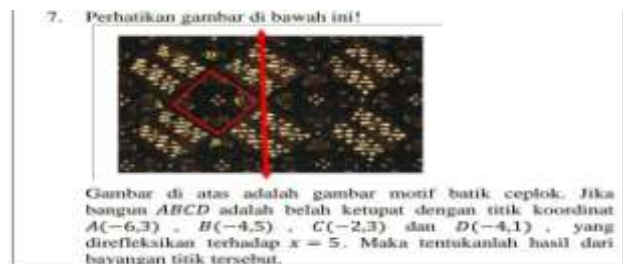 7. Perhatikan gambar di bawah ini!
Gambar di atas adalah gambar motif batik ceplok. Jika
bangun ABCD adalah belah ketupat dengan titik koordinat
A(−6,3) , B(−4,5) , C(−2,3) dan D(−4,1) , yang
direfleksikan terhadap x = 5. Maka tentukanlah hasil dari
bayangan titik tersebut.